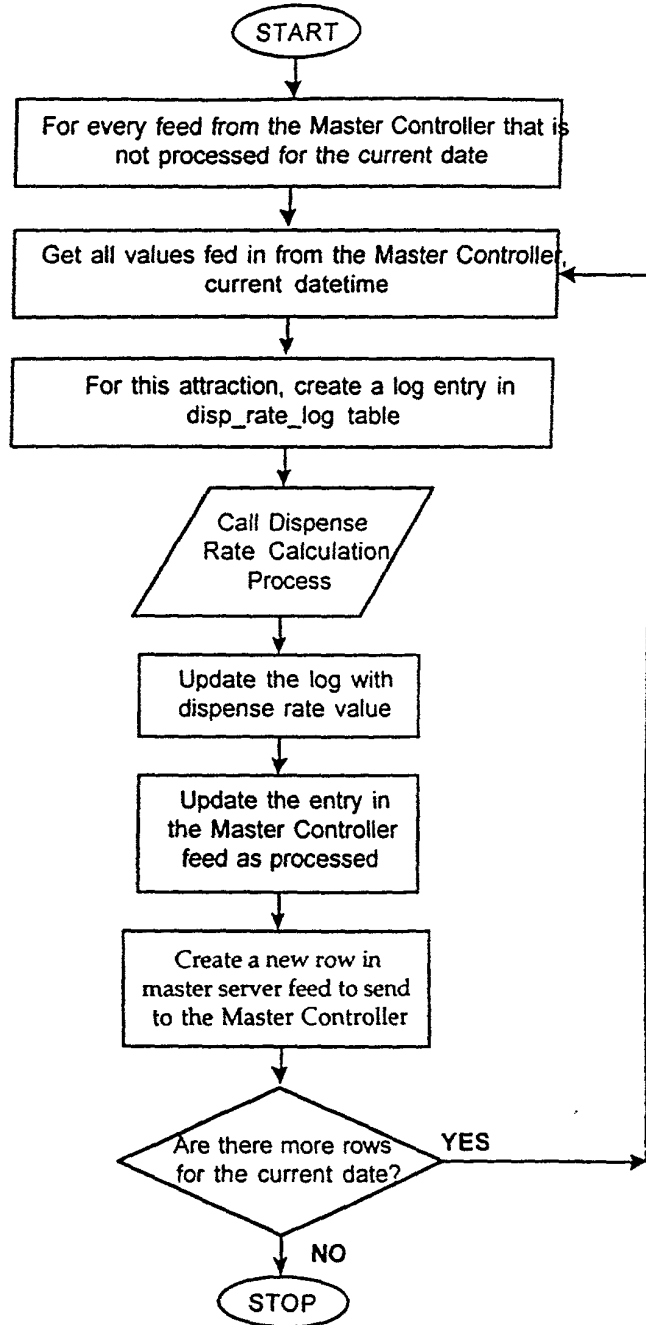 START
For every feed from the Master Controller that is
not processed for the current date
Get all values fed in from the Master Controller,
current datetime
For this attraction, create a log entry in
disp_rate_log table
Call Dispense
Rate Calculation
Process
Update the log with
dispense rate value
Update the entry in
the Master Controller
feed as processed
Create a new row in
master server feed to send
to the Master Controller
Are there more rows
for the current date?
YES
NO
STOP